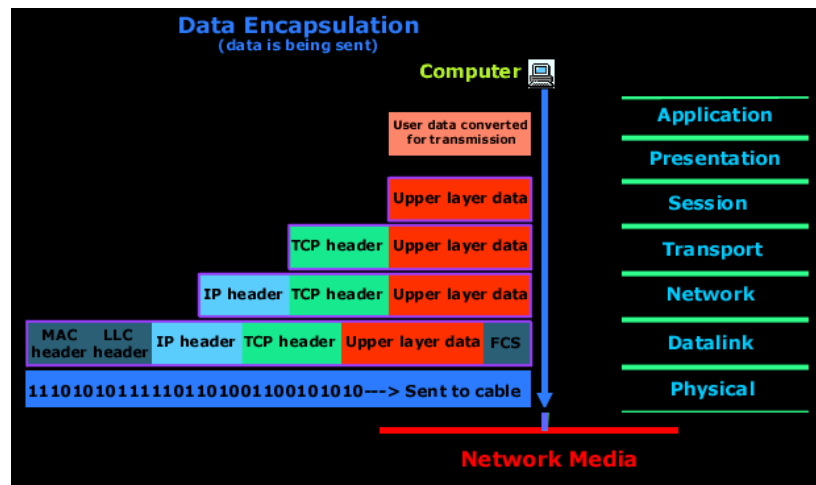 Data Encapsulation
(data is being sent)
Computer
User data converted
for transmission
Upper layer data
TCP header Upper layer data
IP header TCP header Upper layer data
MAC header LLC header IP header TCP header Upper layer data FCS
1110101011111011010011001010​10---> Sent to cable
Application
Presentation
Session
Transport
Network
Datalink
Physical
Network Media